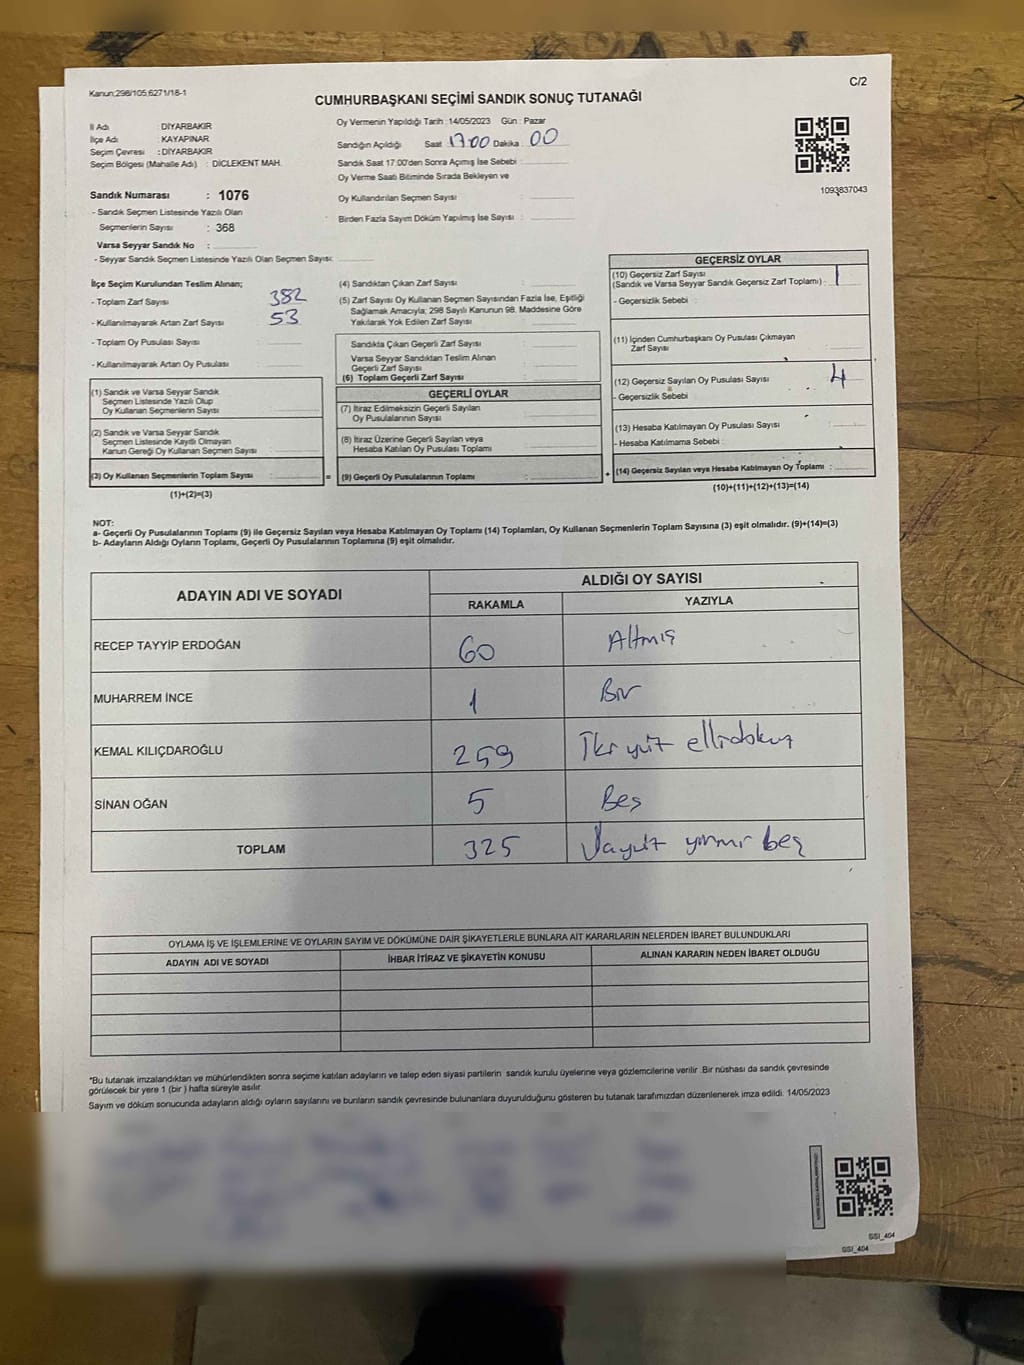 Kanun;298/105,6271/18-1
C/2
CUMHURBAŞKANI SEÇİMİ SANDIK SONUÇ TUTANAĞI
İl Adı : DİYARBAKIR
İlçe Adı : KAYAPINAR
Seçim Çevresi : DİYARBAKIR
Seçim Bölgesi (Mahalle Adı) : DİCLEKENT MAH.
Sandık Numarası : 1076
- Sandık Seçmen Listesinde Yazılı Olan
Seçmenlerin Sayısı : 368
Varsa Seyyar Sandık No :
- Seyyar Sandık Seçmen Listesinde Yazılı Olan Seçmen Sayısı:
Oy Vermenin Yapıldığı Tarih : 14/05/2023 Gün : Pazar
Sandığın Açıldığı Saat 1700 Dakika : 00
Sandık Saat 17:00'den Sonra Açımış İse Sebebi :
Oy Verme Saati Bitiminde Sırada Bekleyen ve
Oy Kullandırılan Seçmen Sayısı :
Birden Fazla Sayım Döküm Yapılmış İse Sayısı :
1093837043
İlçe Seçim Kurulundan Teslim Alınan;
- Toplam Zarf Sayısı 382
- Kullanılmayarak Artan Zarf Sayısı : 53
- Toplam Oy Pusulası Sayısı :
- Kullanılmayarak Artan Oy Pusulası :
(1) Sandık ve Varsa Seyyar Sandık
Seçmen Listesinde Yazılı Olup
Oy Kullanan Seçmenlerin Sayısı :
(2) Sandık ve Varsa Seyyar Sandık
Seçmen Listesinde Kayıtlı Olmayan
Kanun Gereği Oy Kullanan Seçmen Sayısı :
(3) Oy Kullanan Seçmenlerin Toplam Sayısı :
(1)+(2)=(3)
(4) Sandıktan Çıkan Zarf Sayısı :
(5) Zarf Sayısı Oy Kullanan Seçmen Sayısından Fazla İse, Eşitliği
Sağlamak Amacıyla; 298 Sayılı Kanunun 98. Maddesine Göre
Yakılarak Yok Edilen Zarf Sayısı :
Sandıkta Çıkan Geçerli Zarf Sayısı :
Varsa Seyyar Sandıktan Teslim Alınan
Geçerli Zarf Sayısı :
(6) Toplam Geçerli Zarf Sayısı :
GEÇERLİ OYLAR
(7) İtiraz Edilmeksizin Geçerli Sayılan
Oy Pusulalarının Sayısı :
(8) İtiraz Üzerine Geçerli Sayılan veya
Hesaba Katılan Oy Pusulası Toplamı :
= (9) Geçerli Oy Pusulalarının Toplamı :
GEÇERSİZ OYLAR
(10) Geçersiz Zarf Sayısı
(Sandık ve Varsa Seyyar Sandık Geçersiz Zarf Toplamı) : 1
- Geçersizlik Sebebi :
(11) İçinden Cumhurbaşkanı Oy Pusulası Çıkmayan
Zarf Sayısı :
(12) Geçersiz Sayılan Oy Pusulası Sayısı : 4
- Geçersizlik Sebebi
(13) Hesaba Katılmayan Oy Pusulası Sayısı :
- Hesaba Katılmama Sebebi :
+ (14) Geçersiz Sayılan veya Hesaba Katılmayan Oy Toplamı :
(10)+(11)+(12)+(13)=(14)
NOT:
a- Geçerli Oy Pusulalarının Toplamı (9) ile Geçersiz Sayılan veya Hesaba Katılmayan Oy Toplamı (14) Toplamları, Oy Kullanan Seçmenlerin Toplam Sayısına (3) eşit olmalıdır. (9)+(14)=(3)
b- Adayların Aldığı Oyların Toplamı, Geçerli Oy Pusulalarının Toplamına (9) eşit olmalıdır.
ADAYIN ADI VE SOYADI
ALDIĞI OY SAYISI
RAKAMLA YAZIYLA
RECEP TAYYİP ERDOĞAN 60 Altmış
MUHARREM İNCE 1 Bir
KEMAL KILIÇDAROĞLU 259 İki yüz ellidokuz
SİNAN OĞAN 5 Beş
TOPLAM 325 yirmi beş
OYLAMA İŞ VE İŞLEMLERİNE VE OYLARIN SAYIM VE DÖKÜMÜNE DAİR ŞİKAYETLERLE BUNLARA AİT KARARLARIN NELERDEN İBARET BULUNDUKLARI
ADAYIN ADI VE SOYADI İHBAR İTİRAZ VE ŞİKAYETİN KONUSU ALINAN KARARIN NEDEN İBARET OLDUĞU
*Bu tutanak imzalandıktan ve mühürlendikten sonra seçime katılan adayların ve talep eden siyasi partilerin sandık kurulu üyelerine veya gözlemcilerine verilir. Bir nüshası da sandık çevresinde
görülecek bir yere 1 (bir ) hafta süreyle asılır.
Sayım ve döküm sonucunda adayların aldığı oyların sayılarını ve bunların sandık çevresinde bulunanlara duyurulduğunu gösteren bu tutanak tarafımızdan düzenlenerek imza edildi. 14/05/2023
SSI_404
SSI_404